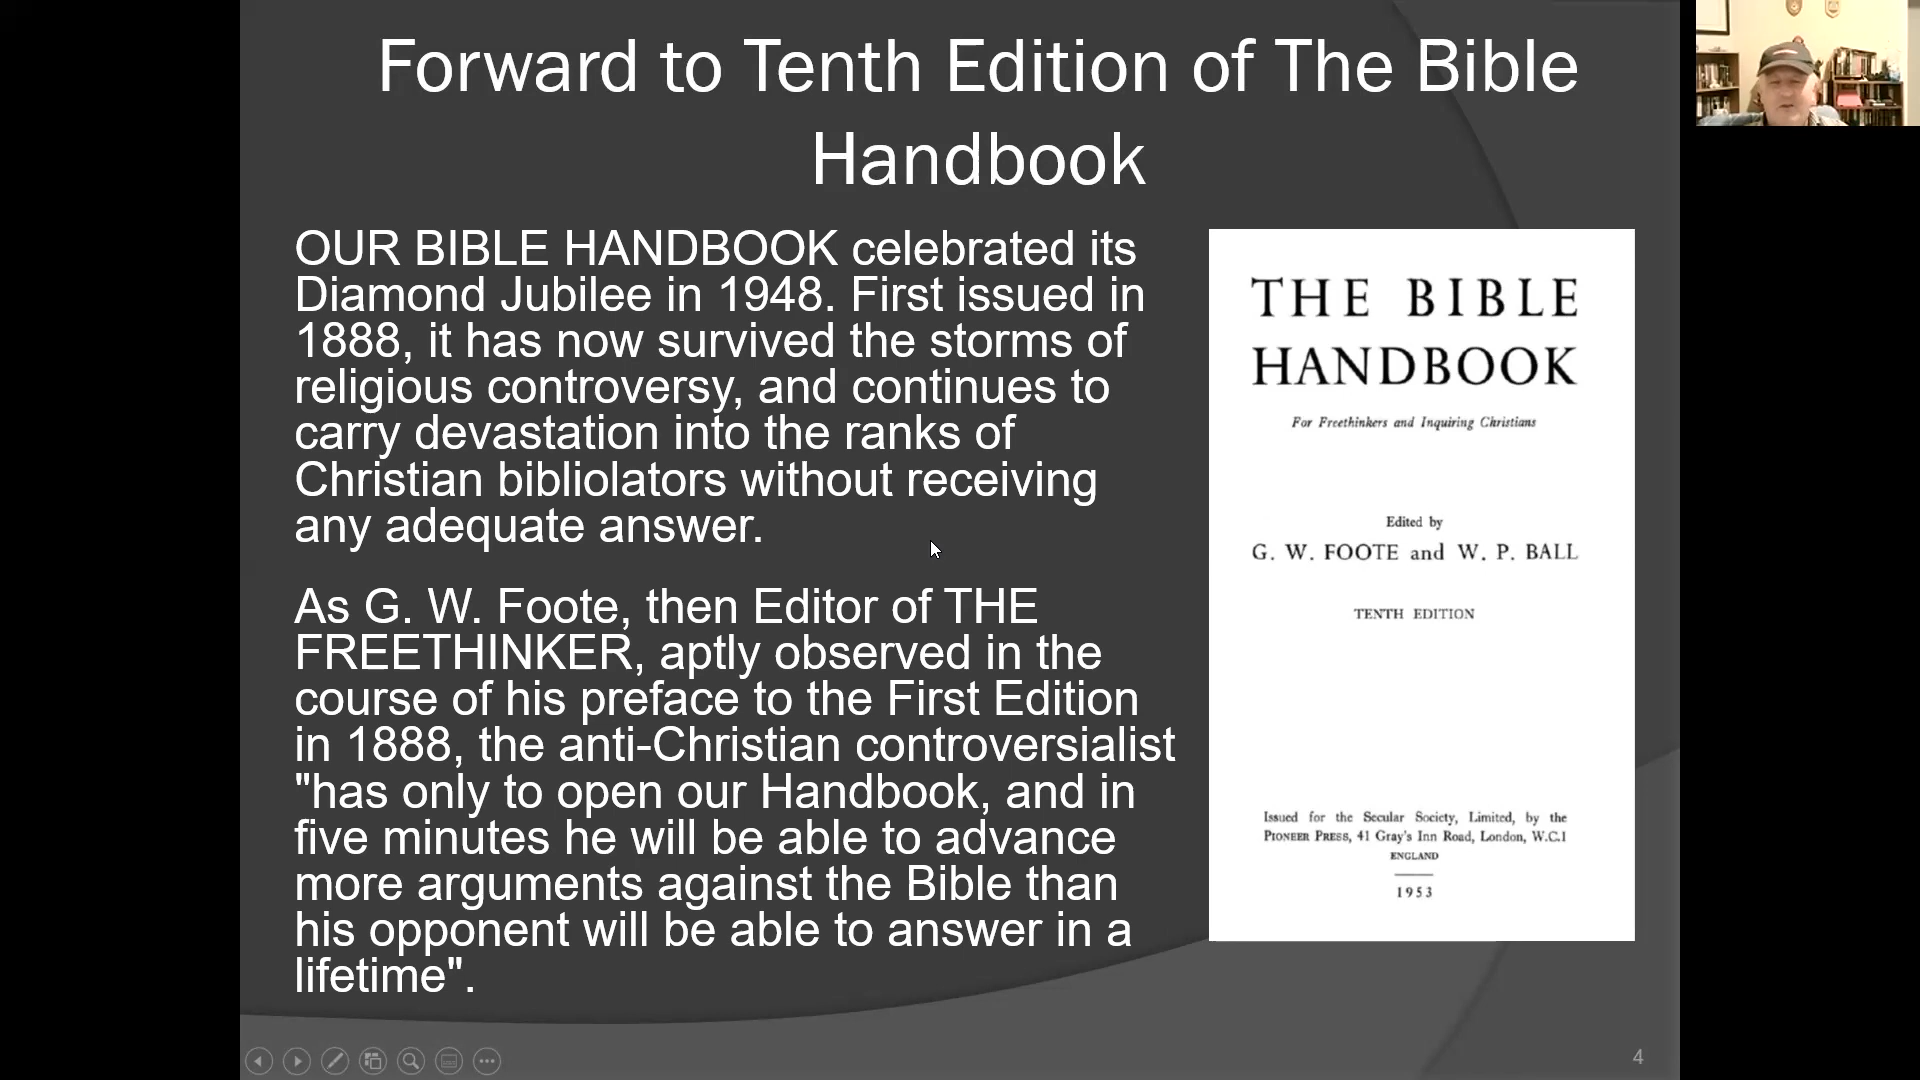 Forward to Tenth Edition of The Bible
Handbook
OUR BIBLE HANDBOOK celebrated its
Diamond Jubilee in 1948. First issued in
1888, it has now survived the storms of
religious controversy, and continues to
carry devastation into the ranks of
Christian bibliolators without receiving
any adequate answer.
As G. W. Foote, then Editor of THE
FREETHINKER, aptly observed in the
course of his preface to the First Edition
in 1888, the anti-Christian controversialist
"has only to open our Handbook, and in
five minutes he will be able to advance
more arguments against the Bible than
his opponent will be able to answer in a
lifetime".
THE BIBLE
HANDBOOK
For Freethinkers and Inquiring Christians
Edited by
G. W. FOOTE and W. P. BALL
TENTH EDITION
Issued for the Secular Society, Limited, by the
PIONEER PRESS, 41 Gray's Inn Road, London, W.C.1
ENGLAND
1953
4